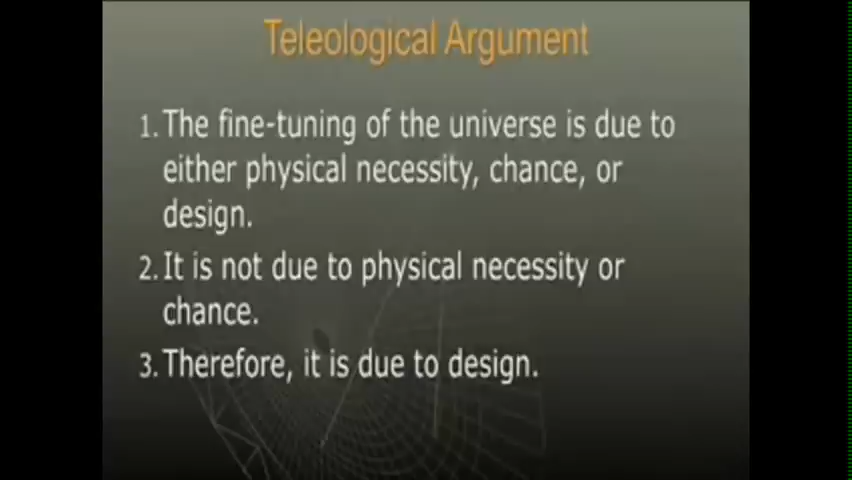 Teleological Argument
1. The fine-tuning of the universe is due to
either physical necessity, chance, or
design.
2. It is not due to physical necessity or
chance.
3. Therefore, it is due to design.